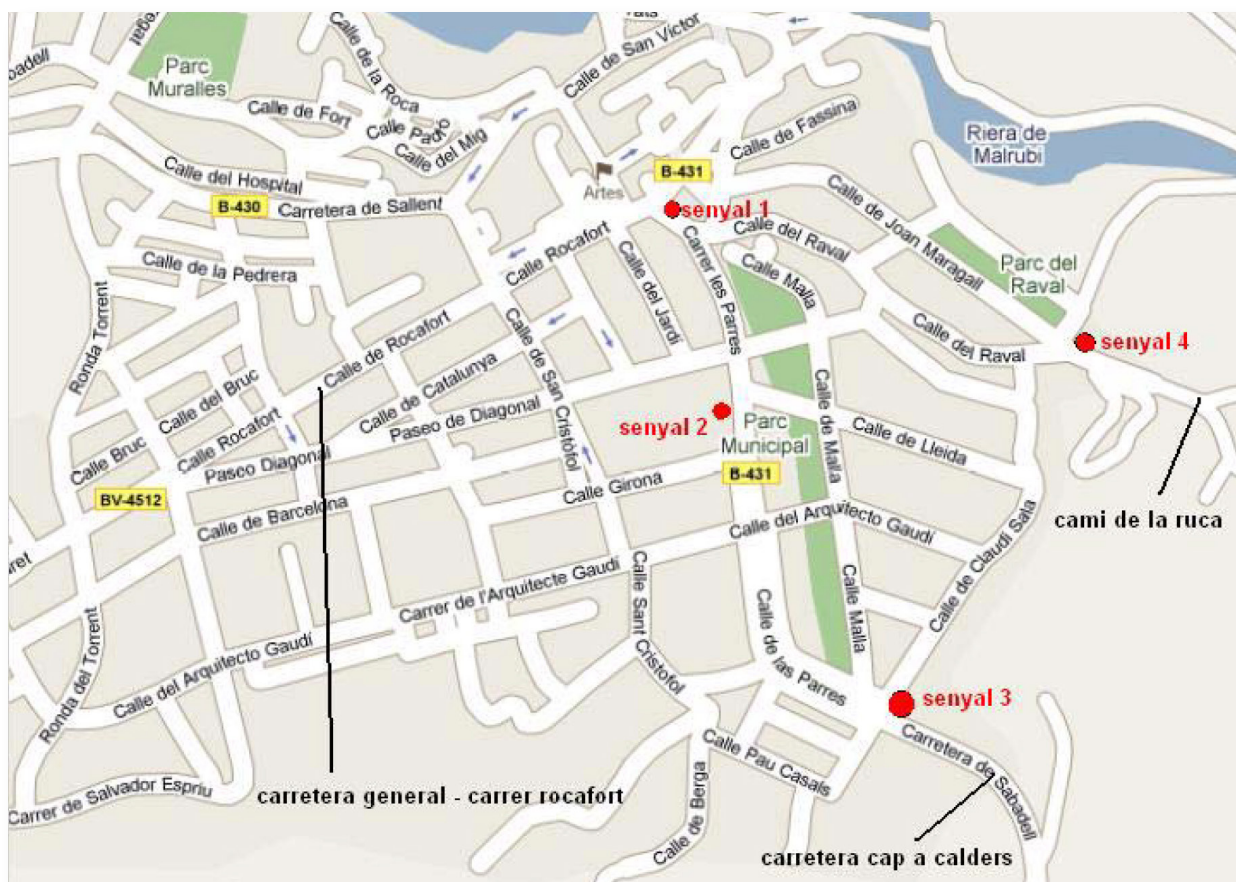 Calle de San Victor
Calle de la Roca
Parc
Muralles
Calle de Fort
Calle Padro
Calle del Mig
Calle de Fassina
Riera de
Malrubi
B-431
Artes
Calle del Hospital
B-430
Carretera de Sallent
senyal 1
Calle de Joan Maragall
Calle del Raval
Carrer les Parres
Calle Rocafort
Calle de la Pedrera
Calle Malla
Parc del
Raval
Calle del Jardi
Ronda Torrent
Calle de Rocafort
Calle de San Cristòfol
Calle del Raval
senyal 4
Calle de Catalunya
Calle del Bruc
Paseo de Diagonal
senyal 2
Parc
Municipal
Calle de Malla
Calle de Lleida
Calle Bruc
Calle Rocafort
Paseo Diagonal
B-431
BV-4512
Calle Girona
Calle de Barcelona
Calle del Arquitecto Gaudí
cami de la ruca
Calle de Claudi Sala
Carrer de l'Arquitecte Gaudí
Calle Sant Cristofol
Calle de las Parres
Calle Malla
Ronda del Torrent
Calle del Arquitecto Gaudí
senyal 3
Calle Pau Casals
Carretera de Sabadell
Carrer de Salvador Espriu
carretera general - carrer rocafort
Calle de Berga
carretera cap a calders